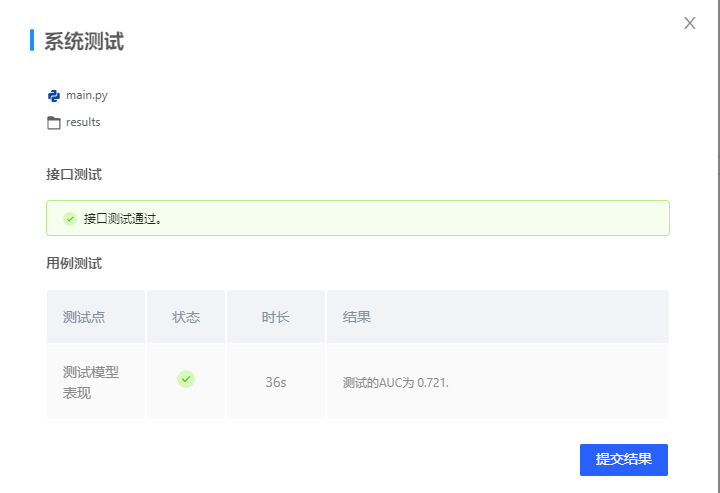 系统测试
main.py
results
接口测试
接口测试通过。
用例测试
测试点 状态 时长 结果
测试模型
表现
36s
测试的AUC为 0.721.
提交结果